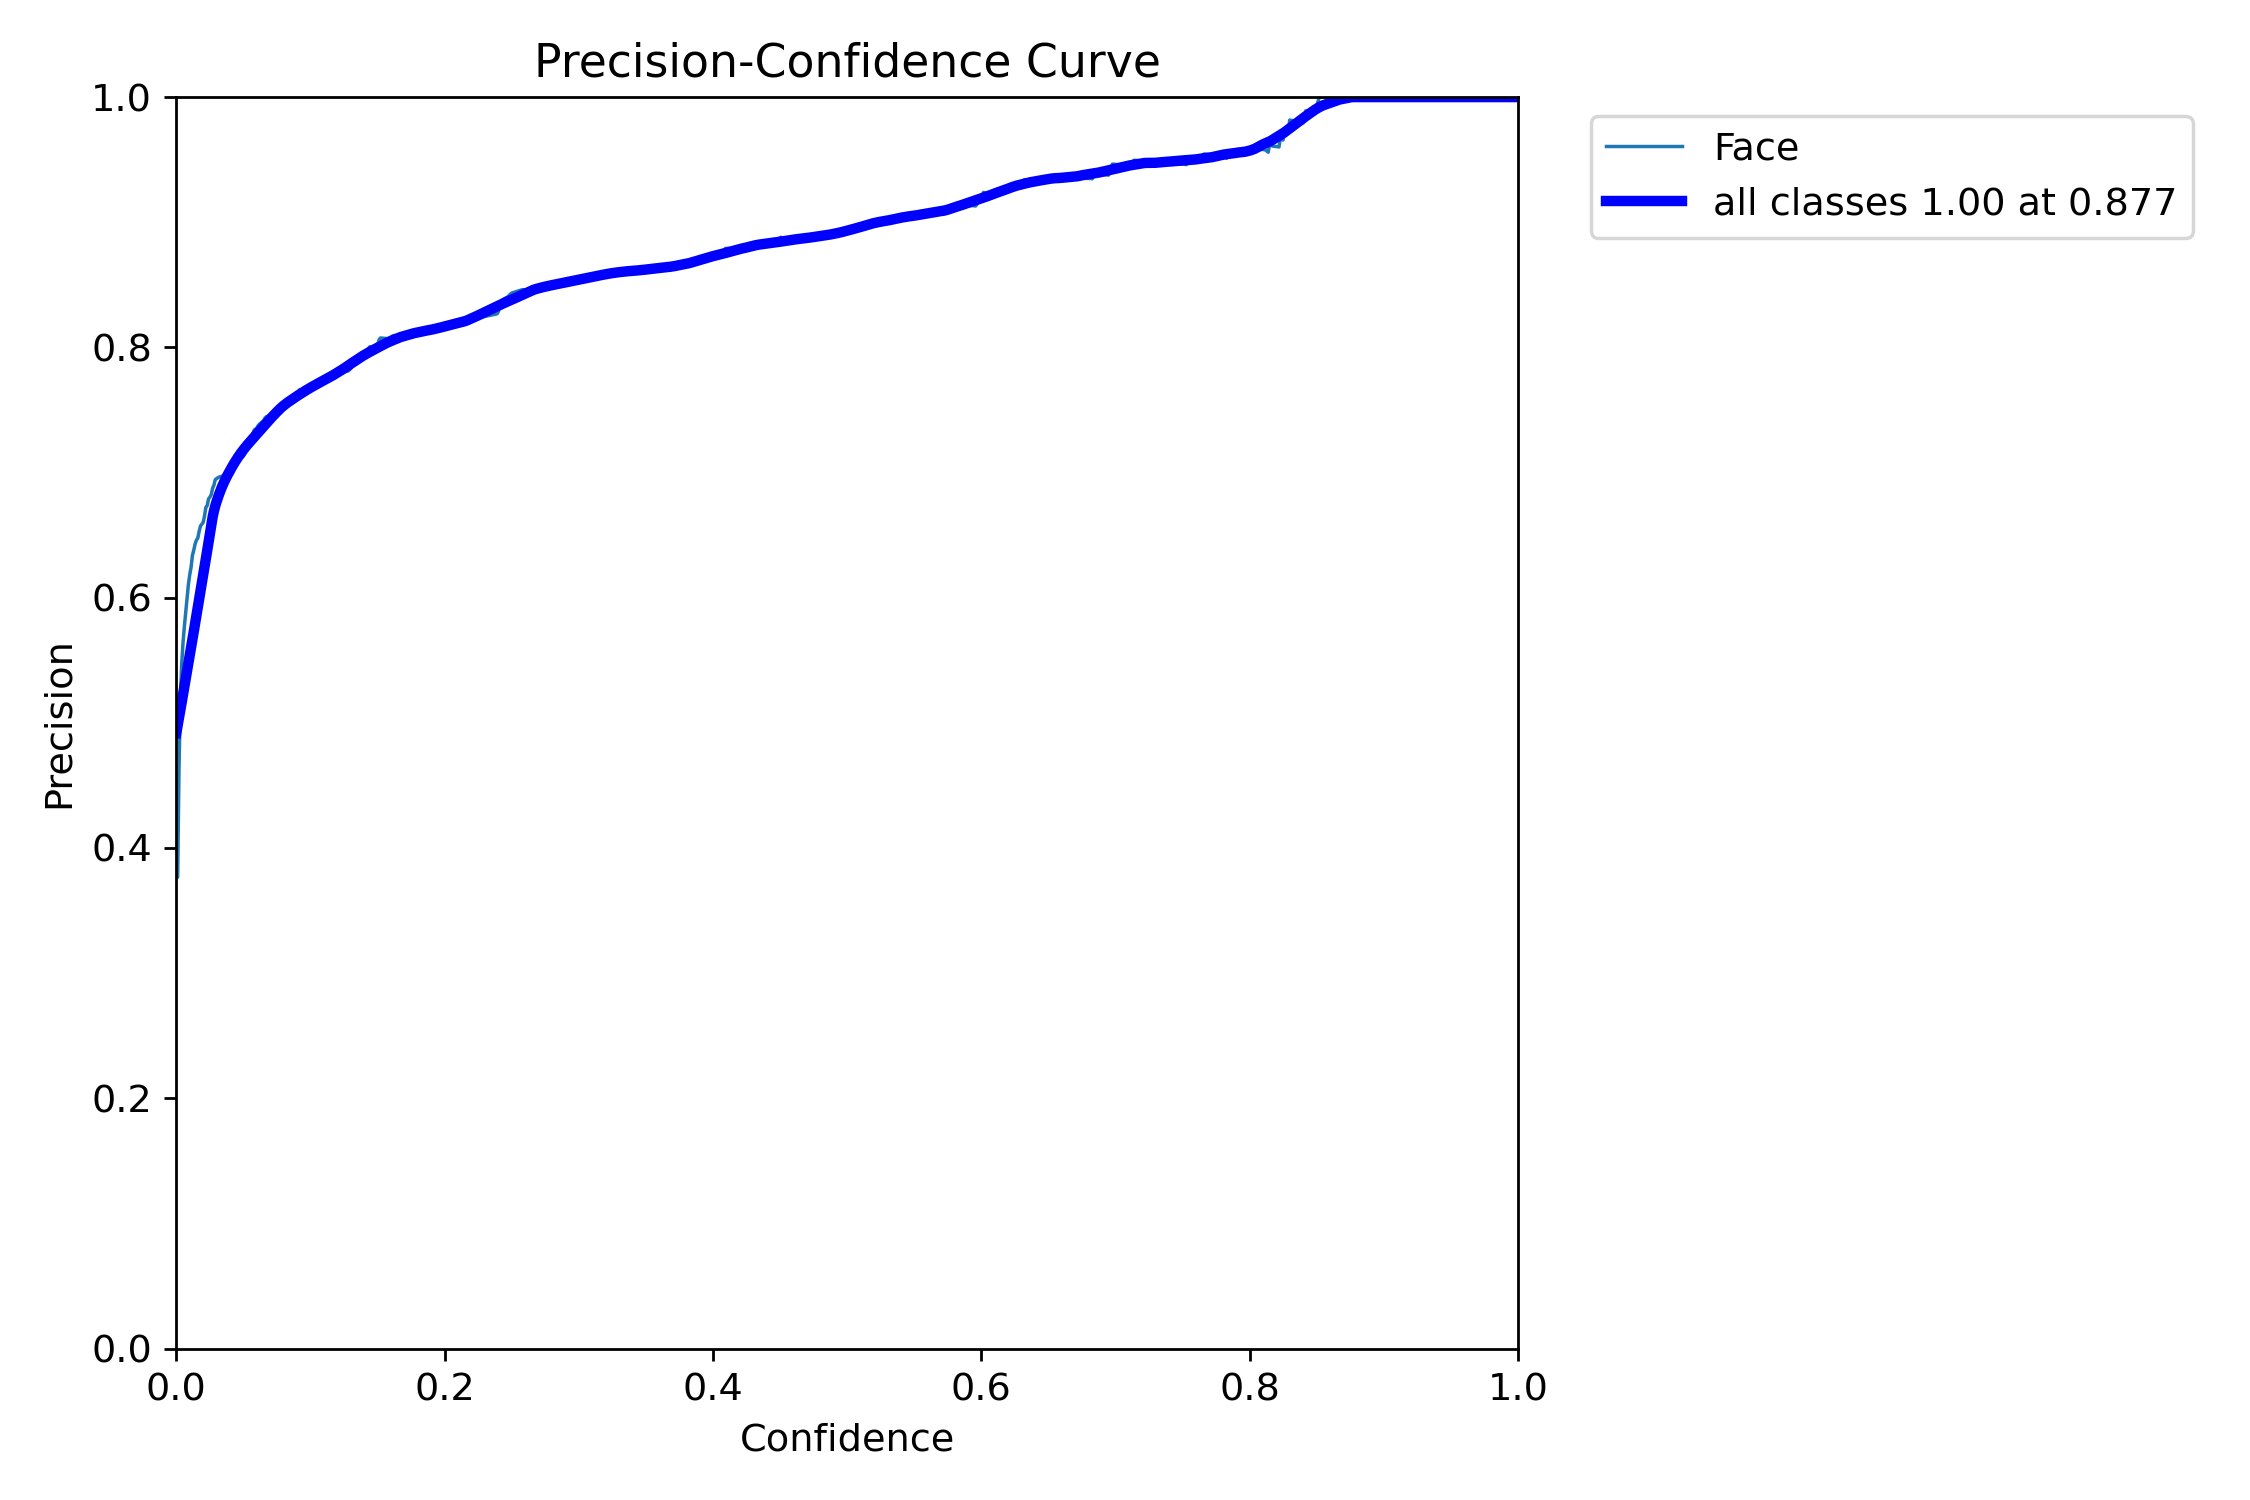 Precision-Confidence Curve
1.0
0.8
0.6
0.4
0.2
0.0
Precision
0.0 0.2 0.4 0.6 0.8 1.0
Confidence
Face
all classes 1.00 at 0.877